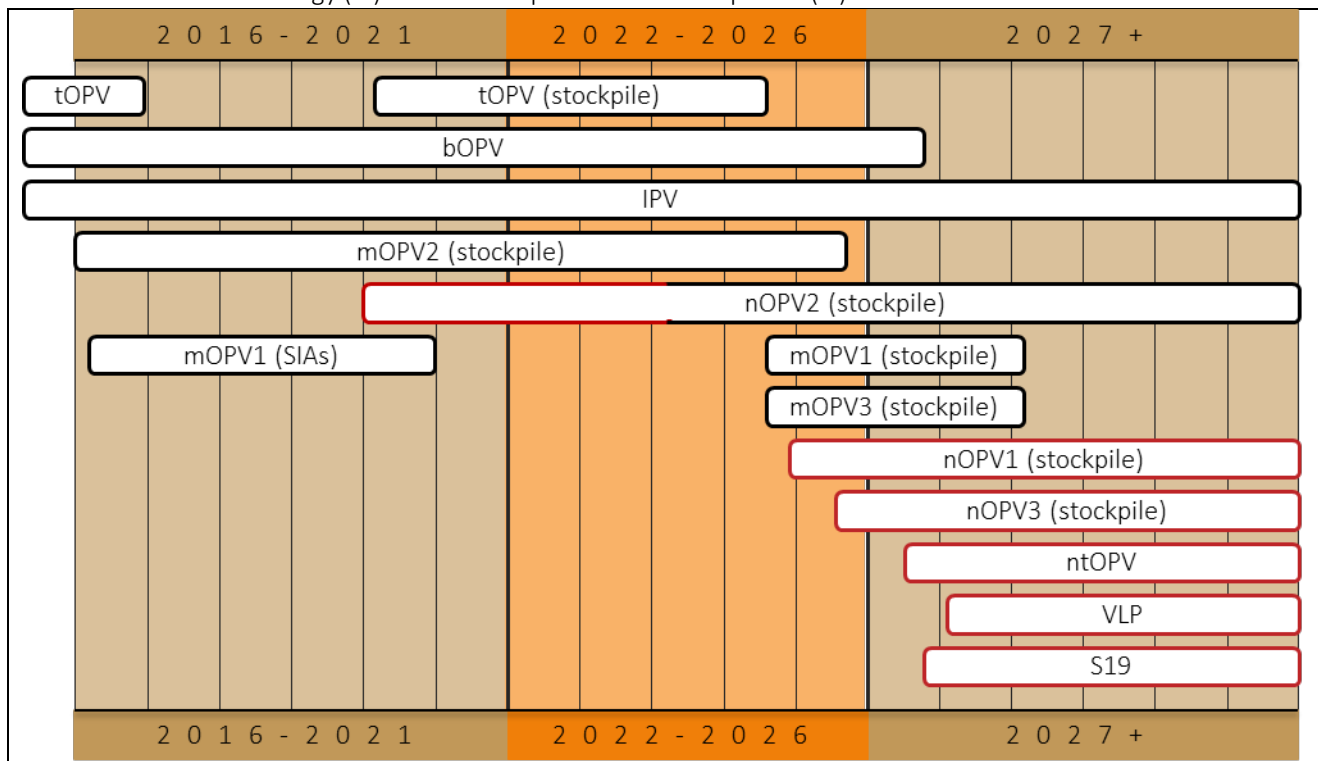 2016-2021 2022-2026 2027+
tOPV tOPV (stockpile)
bOPV
IPV
mOPV2 (stockpile)
nOPV2 (stockpile)
mOPV1 (SIAs) mOPV1 (stockpile)
mOPV3 (stockpile)
nOPV1 (stockpile)
nOPV3 (stockpile)
ntOPV
VLP
S19
2016-2021 2022-2026 2027+